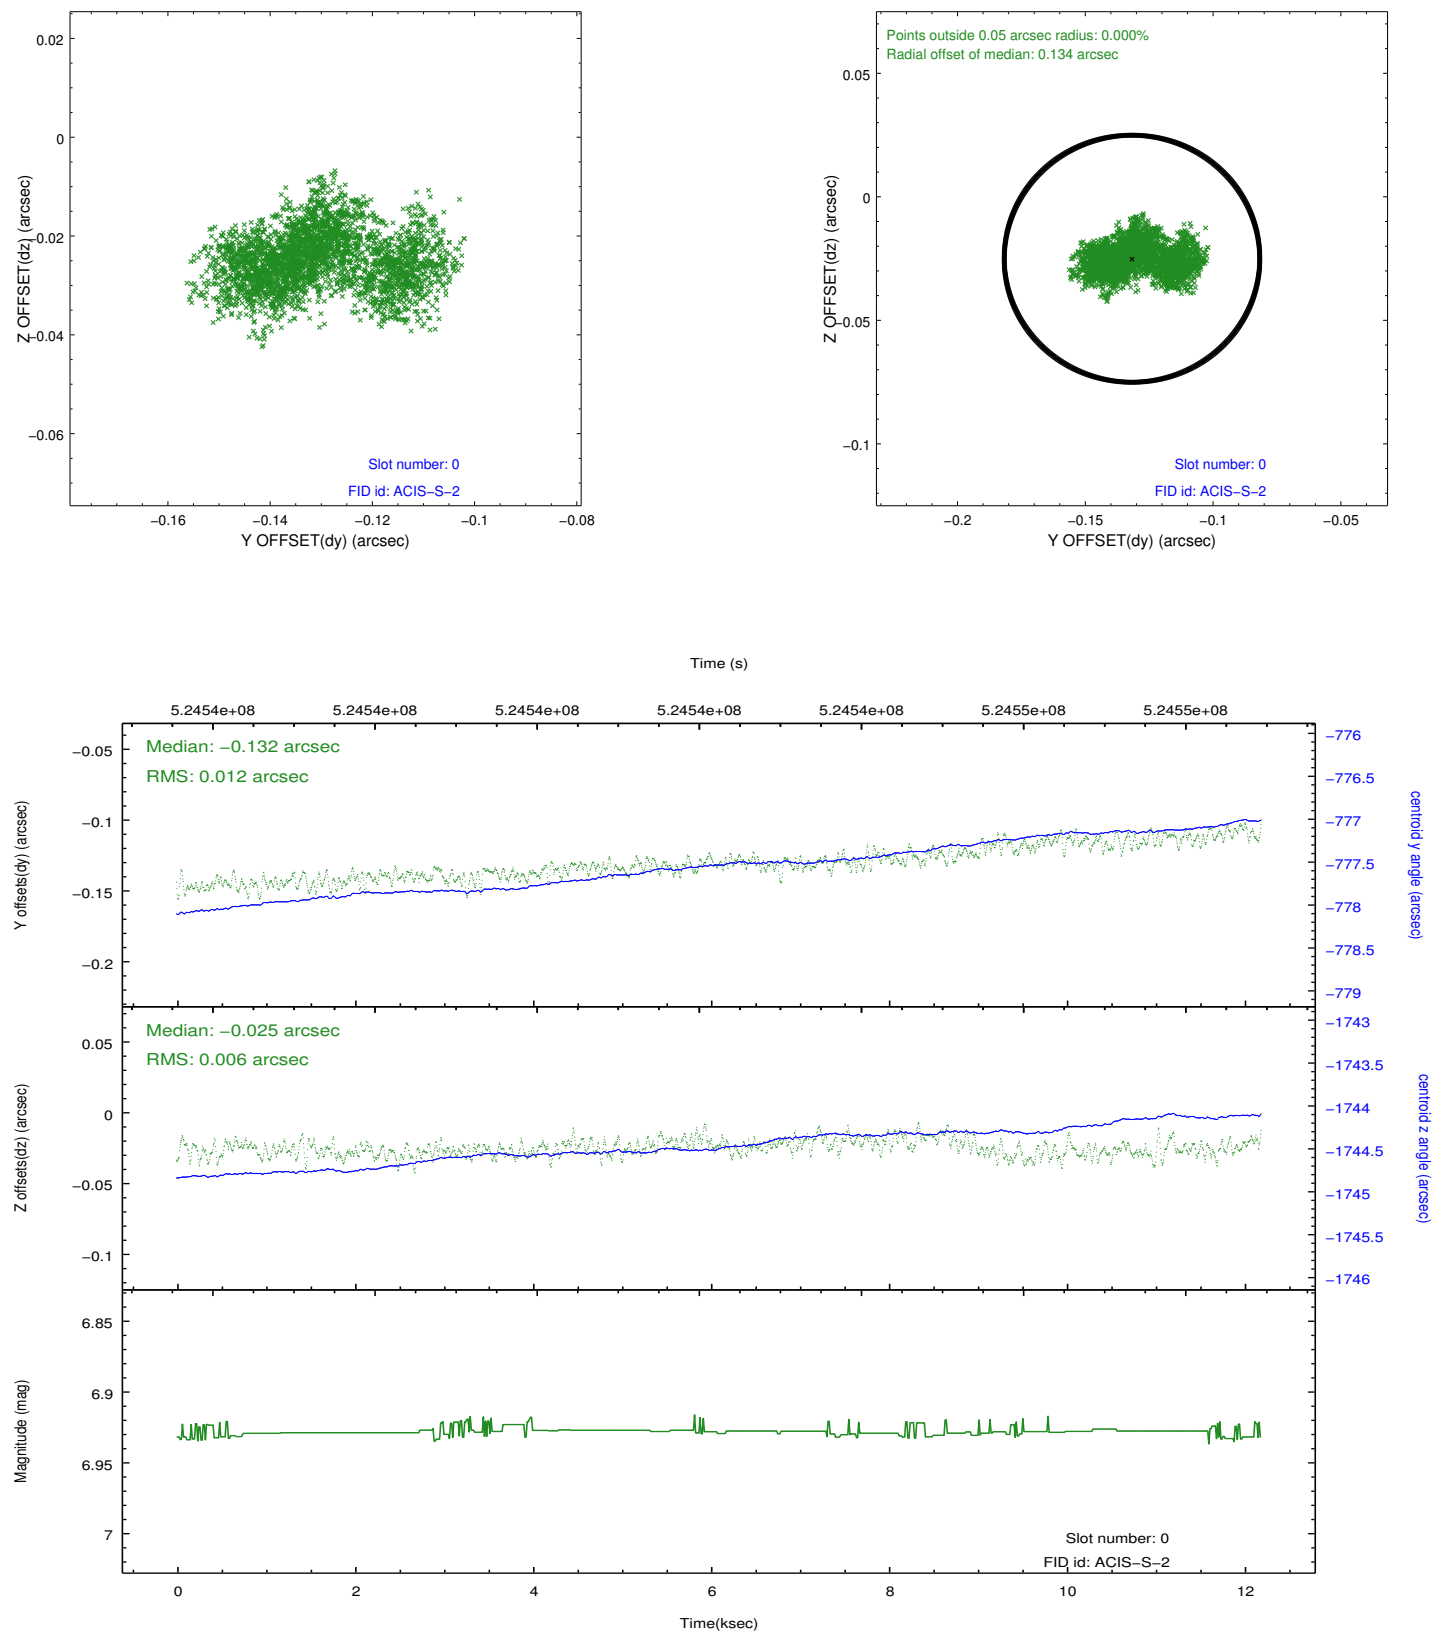 0.02
0
−0.02
−0.04
−0.06
Z OFFSET(dz) (arcsec)
Slot number: 0
FID id: ACIS−S−2
−0.16
−0.14
−0.12
−0.1
−0.08
Y OFFSET(dy) (arcsec)
Points outside 0.05 arcsec radius: 0.000%
Radial offset of median: 0.134 arcsec
0.05
0
−0.05
−0.1
Z OFFSET(dz) (arcsec)
Slot number: 0
FID id: ACIS−S−2
−0.2
−0.15
−0.1
−0.05
Y OFFSET(dy) (arcsec)
Time (s)
5.2454e+08
5.2454e+08
5.2454e+08
5.2454e+08
5.2454e+08
5.2455e+08
5.2455e+08
Median: −0.132 arcsec
RMS: 0.012 arcsec
−0.05
−0.1
−0.15
−0.2
Y offsets(dy) (arcsec)
−776
−776.5
−777
−777.5
−778
−778.5
−779
centroid y angle (arcsec)
Median: −0.025 arcsec
RMS: 0.006 arcsec
0.05
0
−0.05
−0.1
Z offsets(dz) (arcsec)
−1743
−1743.5
−1744
−1744.5
−1745
−1745.5
−1746
centroid z angle (arcsec)
6.85
6.9
6.95
7
Magnitude (mag)
Slot number: 0
FID id: ACIS−S−2
0
2
4
6
8
10
12
Time(ksec)